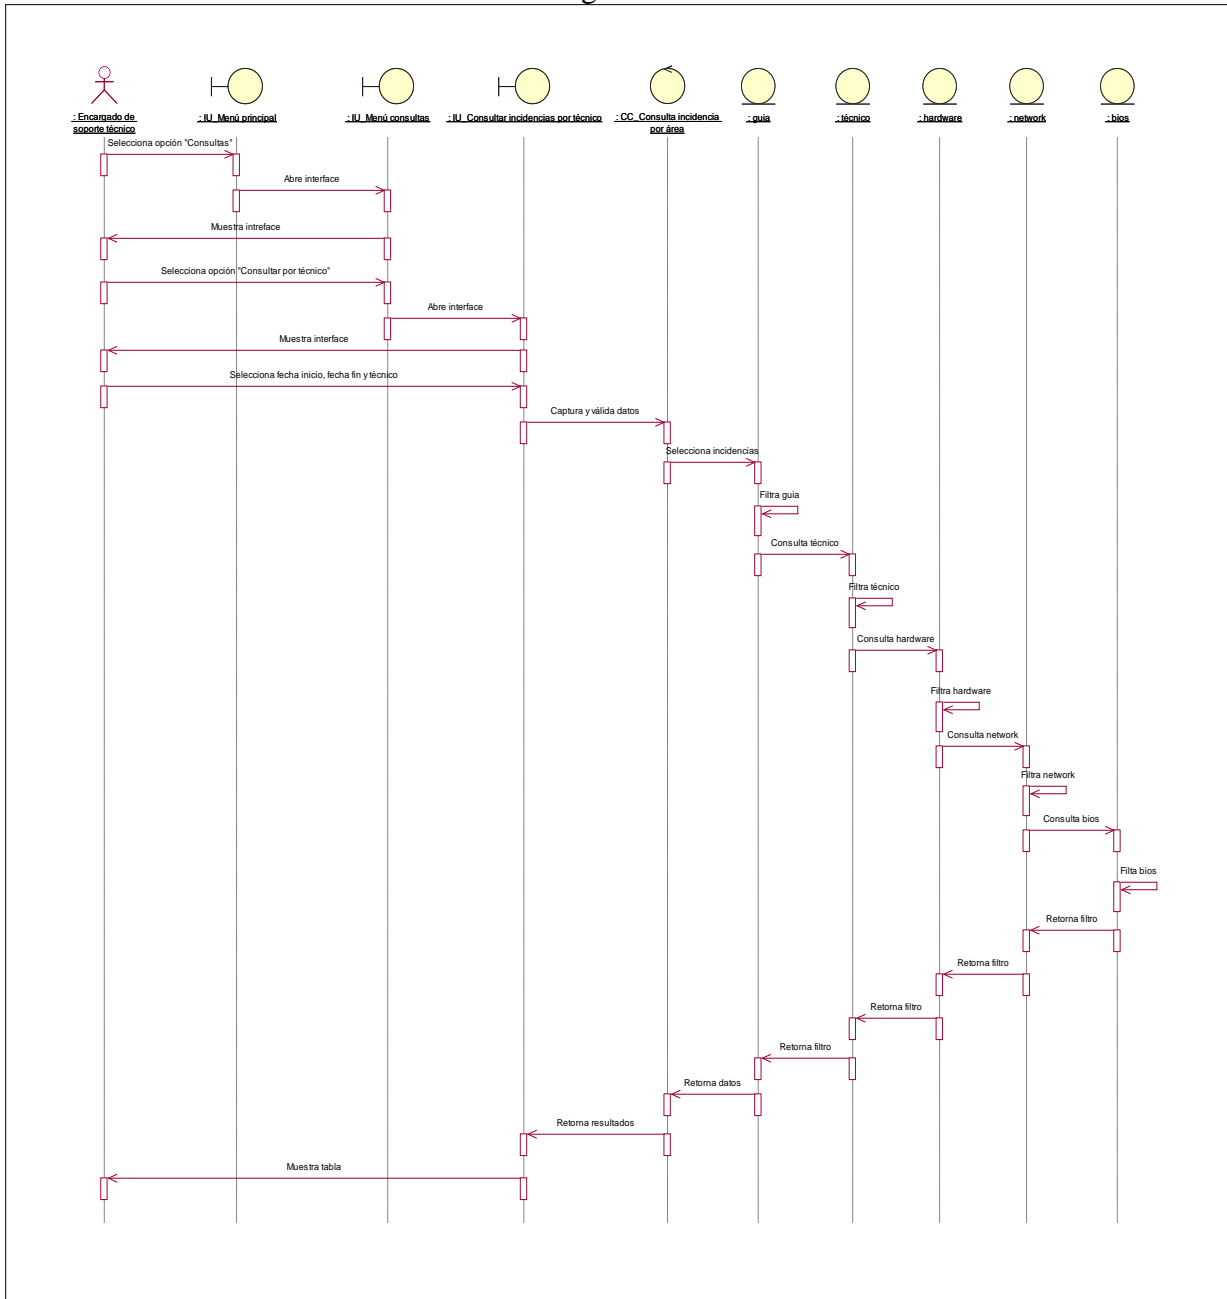 : Encargado de
soporte técnico
: IU_Menú principal
: IU_Menú consultas
: IU_Consultar incidencias por técnico
: CC_Consulta incidencia
por área
: guia
: técnico
: hardware
: network
: bios
Selecciona opción "Consultas"
Abre interface
Muestra intreface
Selecciona opción "Consultar por técnico"
Abre interface
Muestra interface
Selecciona fecha inicio, fecha fin y técnico
Captura y válida datos
Selecciona incidencias
Filtra guia
Consulta técnico
Filtra técnico
Consulta hardware
Filtra hardware
Consulta network
Filtra network
Consulta bios
Filta bios
Retorna filtro
Retorna filtro
Retorna filtro
Retorna filtro
Retorna datos
Retorna resultados
Muestra tabla